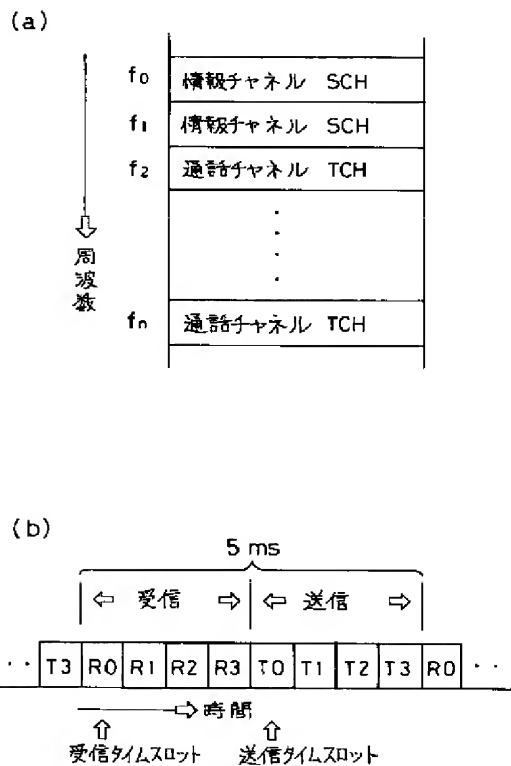 (a)
f0 情報チャネル SCH
f1 情報チャネル SCH
f2 通話チャネル TCH
周波数
fn 通話チャネル TCH
(b)
5 ms
⇦ 受信 ⇨ ⇦ 送信 ⇨
·· T3 R0 R1 R2 R3 T0 T1 T2 T3 R0 ··
時間
受信タイムスロット 送信タイムスロット